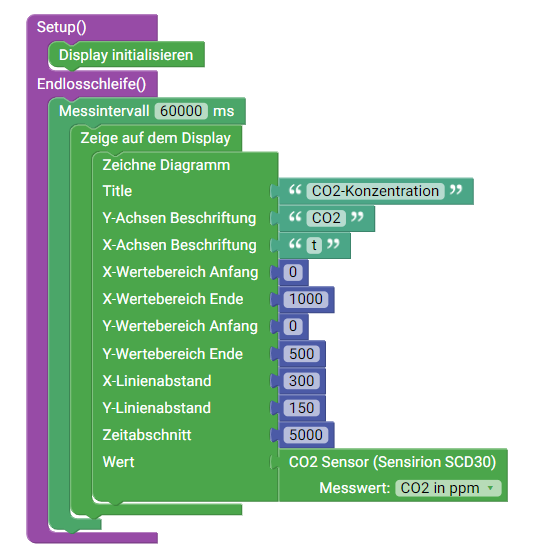 Setup()
Display initialisieren
Endlosschleife()
Messintervall 60000 ms
Zeige auf dem Display
Zeichne Diagramm
Title “ CO2-Konzentration ”
Y-Achsen Beschriftung “ CO2 ”
X-Achsen Beschriftung “ t ”
X-Wertebereich Anfang 0
X-Wertebereich Ende 1000
Y-Wertebereich Anfang 0
Y-Wertebereich Ende 500
X-Linienabstand 300
Y-Linienabstand 150
Zeitabschnitt 5000
Wert CO2 Sensor (Sensirion SCD30)
Messwert: CO2 in ppm